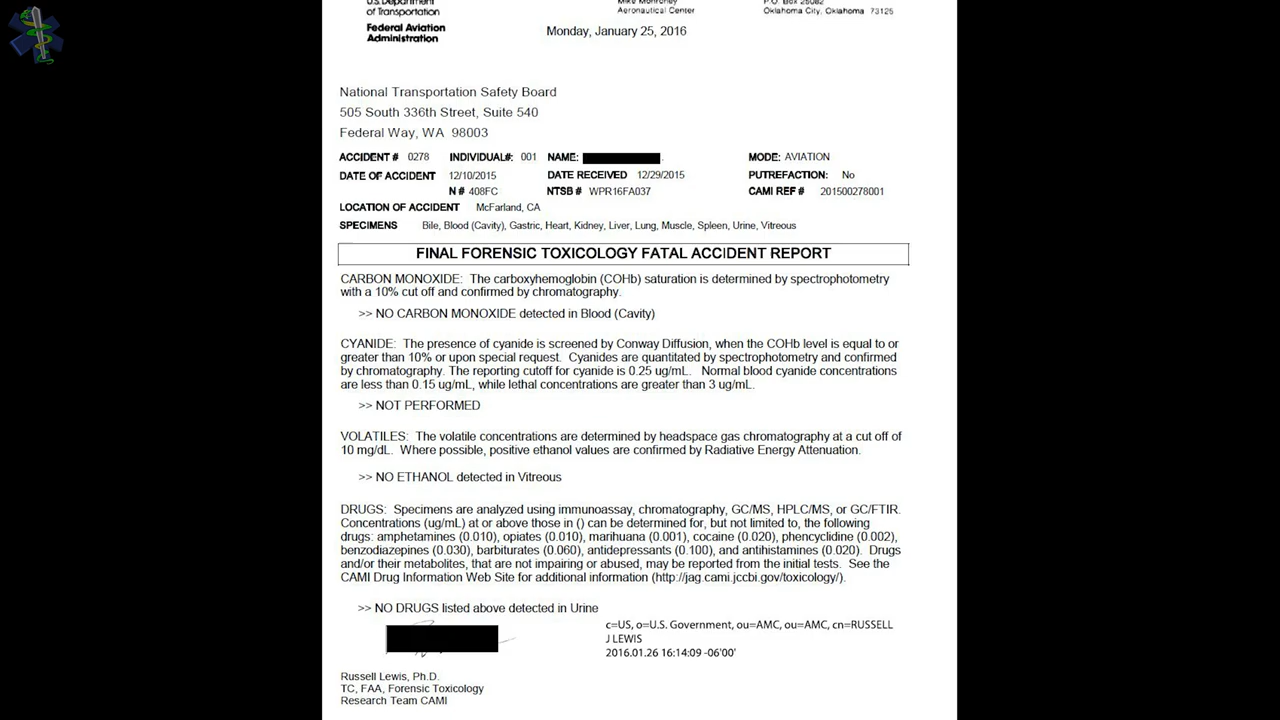 U.S. Department
of Transportation
Federal Aviation
Administration
Mike Monroney
Aeronautical Center
P.O. Box 25082
Oklahoma City, Oklahoma 73125
Monday, January 25, 2016
National Transportation Safety Board
505 South 336th Street, Suite 540
Federal Way, WA 98003
ACCIDENT # 0278 INDIVIDUAL#: 001 NAME: MODE: AVIATION
DATE OF ACCIDENT 12/10/2015 DATE RECEIVED 12/29/2015 PUTREFACTION: No
N # 408FC NTSB # WPR16FA037 CAMI REF # 201500278001
LOCATION OF ACCIDENT McFarland, CA
SPECIMENS Bile, Blood (Cavity), Gastric, Heart, Kidney, Liver, Lung, Muscle, Spleen, Urine, Vitreous
FINAL FORENSIC TOXICOLOGY FATAL ACCIDENT REPORT
CARBON MONOXIDE: The carboxyhemoglobin (COHb) saturation is determined by spectrophotometry
with a 10% cut off and confirmed by chromatography.
>> NO CARBON MONOXIDE detected in Blood (Cavity)
CYANIDE: The presence of cyanide is screened by Conway Diffusion, when the COHb level is equal to or
greater than 10% or upon special request. Cyanides are quantitated by spectrophotometry and confirmed
by chromatography. The reporting cutoff for cyanide is 0.25 ug/mL. Normal blood cyanide concentrations
are less than 0.15 ug/mL, while lethal concentrations are greater than 3 ug/mL.
>> NOT PERFORMED
VOLATILES: The volatile concentrations are determined by headspace gas chromatography at a cut off of
10 mg/dL. Where possible, positive ethanol values are confirmed by Radiative Energy Attenuation.
>> NO ETHANOL detected in Vitreous
DRUGS: Specimens are analyzed using immunoassay, chromatography, GC/MS, HPLC/MS, or GC/FTIR.
Concentrations (ug/mL) at or above those in () can be determined for, but not limited to, the following
drugs: amphetamines (0.010), opiates (0.010), marihuana (0.001), cocaine (0.020), phencyclidine (0.002),
benzodiazepines (0.030), barbiturates (0.060), antidepressants (0.100), and antihistamines (0.020). Drugs
and/or their metabolites, that are not impairing or abused, may be reported from the initial tests. See the
CAMI Drug Information Web Site for additional information (http://jag.cami.jccbi.gov/toxicology/).
>> NO DRUGS listed above detected in Urine
c=US, o=U.S. Government, ou=AMC, ou=AMC, cn=RUSSELL
J LEWIS
2016.01.26 16:14:09 -06'00'
Russell Lewis, Ph.D.
TC, FAA, Forensic Toxicology
Research Team CAMI